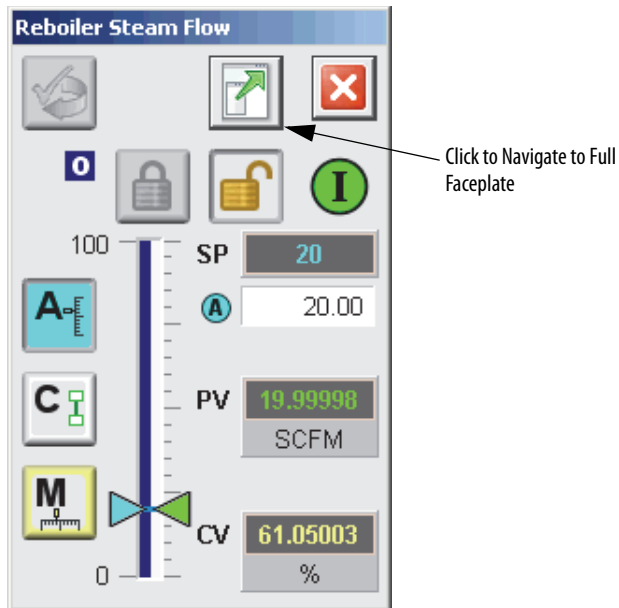 Reboiler Steam Flow
Click to Navigate to Full
Faceplate
O
I
100
SP
20
A
A
20.00
C
PV
19.99998
SCFM
M
CV
61.05003
0
%